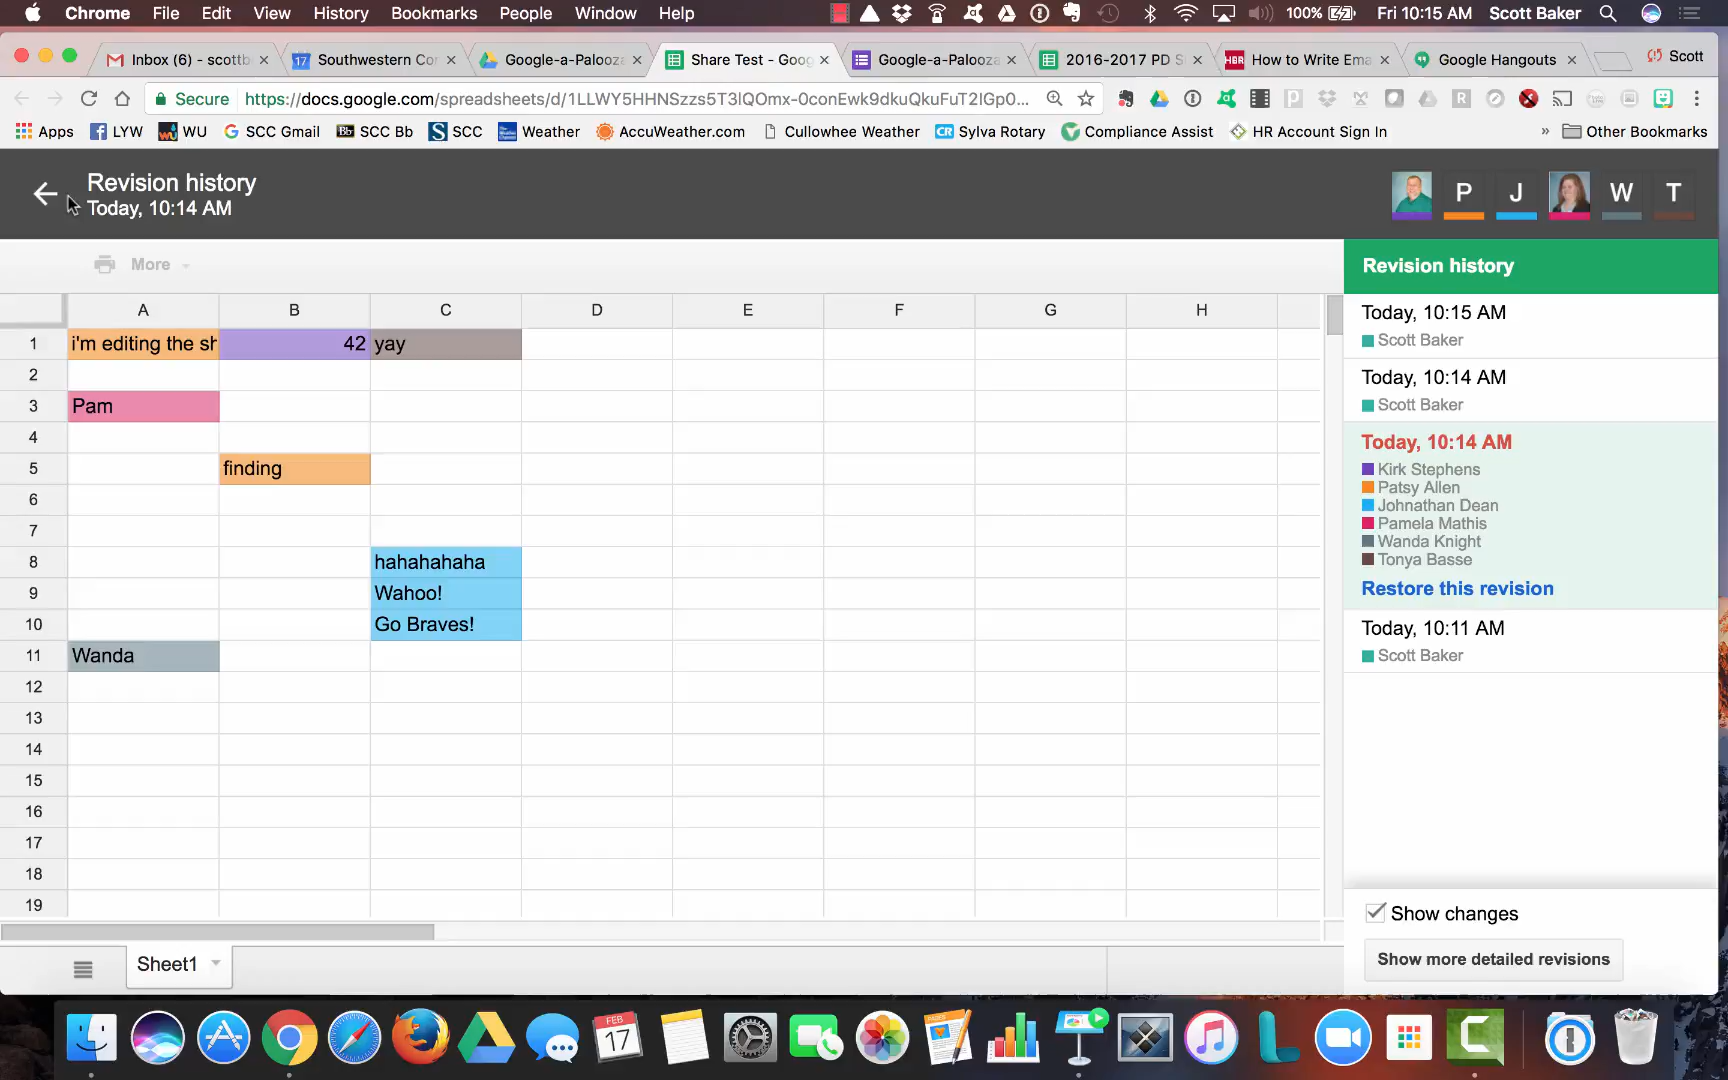 Chrome File Edit View History Bookmarks People Window Help 100% Fri 10:15 AM Scott Baker
Inbox (6) - scottb 17 Southwestern Cor Google-a-Palooza Share Test - Goog Google-a-Palooza 2016-2017 PD S HBR How to Write Ema Google Hangouts Scott
Secure https://docs.google.com/spreadsheets/d/1LLWY5HHNSzzs5T3lQOmx-0conEwk9dkuQkuFuT2lGp0...
Apps LYW WU SCC Gmail Bb SCC Bb S SCC Weather AccuWeather.com Cullowhee Weather CR Sylva Rotary Compliance Assist HR Account Sign In » Other Bookmarks
Revision history
Today, 10:14 AM
P J W T
More
Revision history
A B C D E F G H
1 i'm editing the sh 42 yay
2
3 Pam
4
5 finding
6
7
8 hahahahaha
9 Wahoo!
10 Go Braves!
11 Wanda
12
13
14
15
16
17
18
19
Today, 10:15 AM
Scott Baker
Today, 10:14 AM
Scott Baker
Today, 10:14 AM
Kirk Stephens
Patsy Allen
Johnathan Dean
Pamela Mathis
Wanda Knight
Tonya Basse
Restore this revision
Today, 10:11 AM
Scott Baker
Show changes
Show more detailed revisions
Sheet1
FEB
17